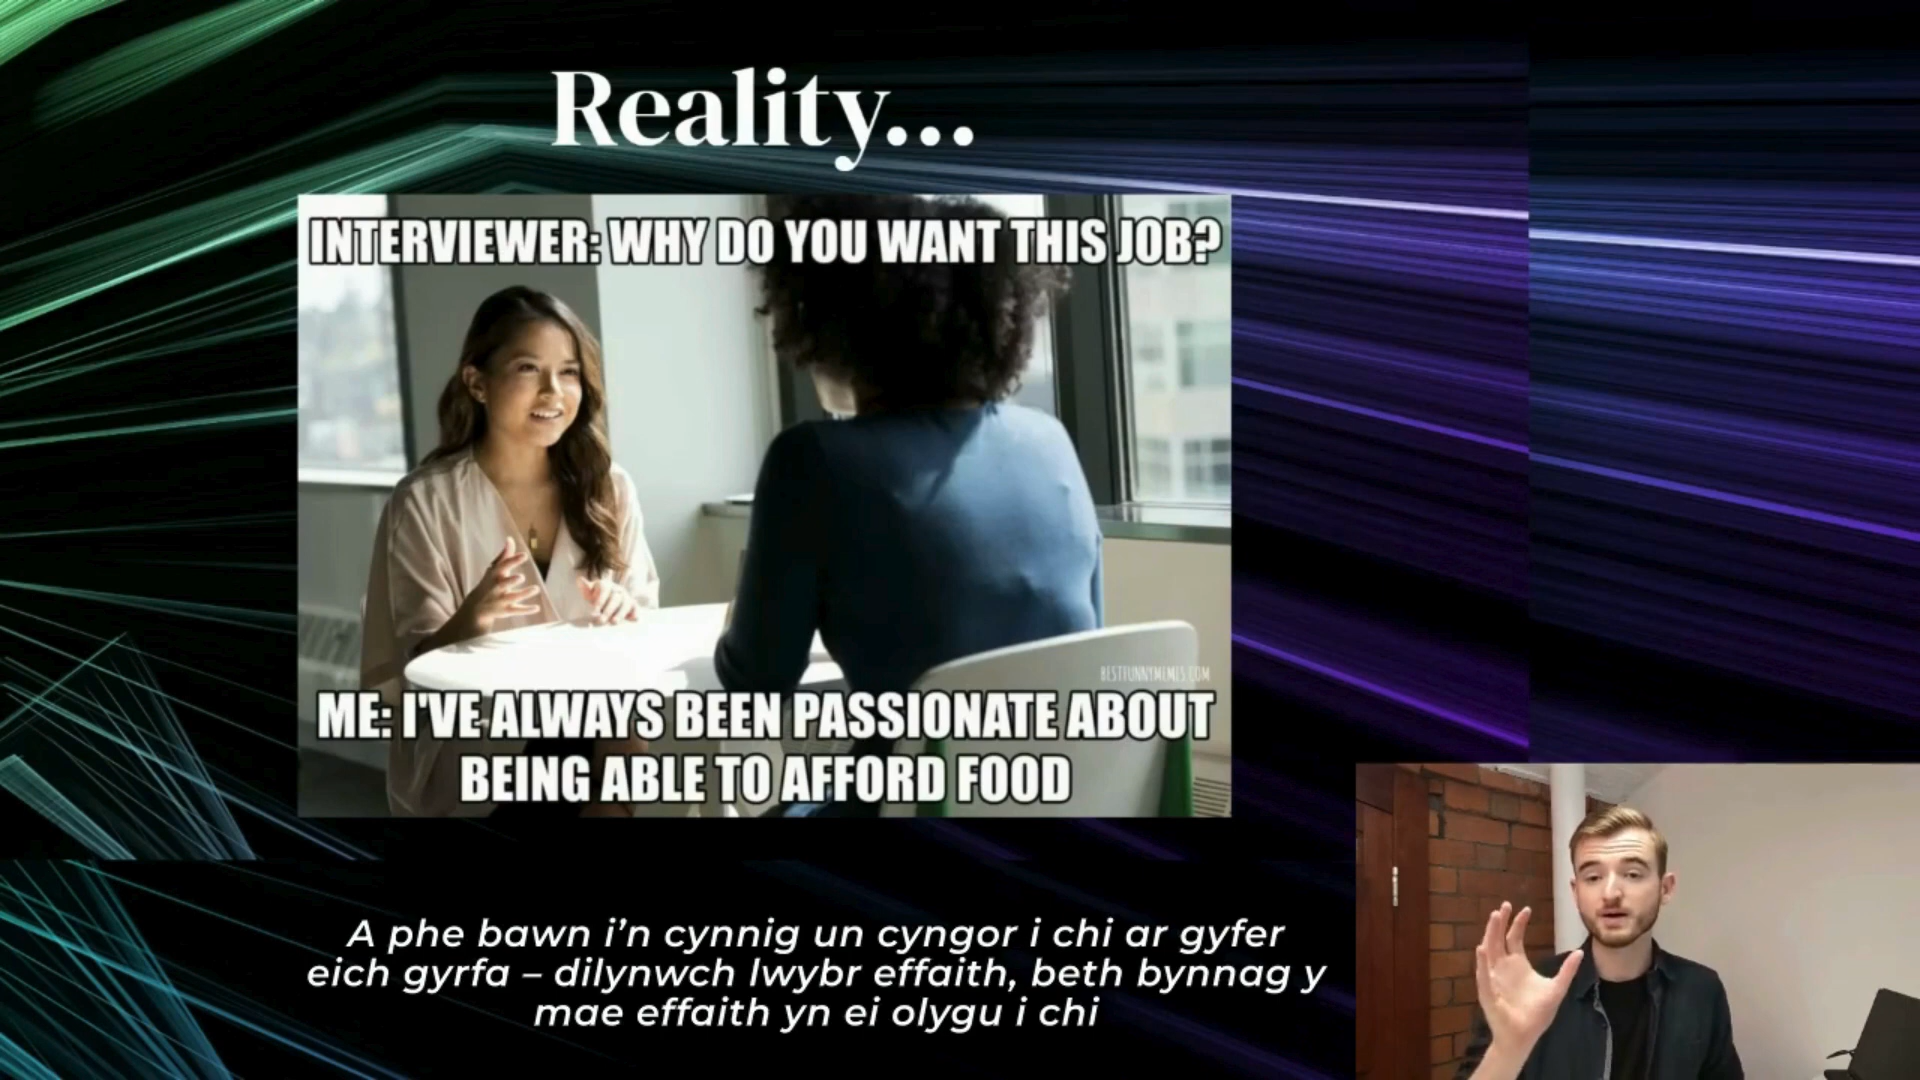 Reality...
INTERVIEWER: WHY DO YOU WANT THIS JOB?
BESTFUNNYMEMES.COM
ME: I'VE ALWAYS BEEN PASSIONATE ABOUT
BEING ABLE TO AFFORD FOOD
A phe bawn i’n cynnig un cyngor i chi ar gyfer
eich gyrfa – dilynwch lwybr effaith, beth bynnag y
mae effaith yn ei olygu i chi